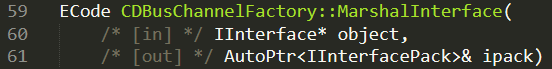 59 ECode CDBusChannelFactory::MarshalInterface(
60 /* [in] */ IInterface* object,
61 /* [out] */ AutoPtr<IInterfacePack>& ipack)